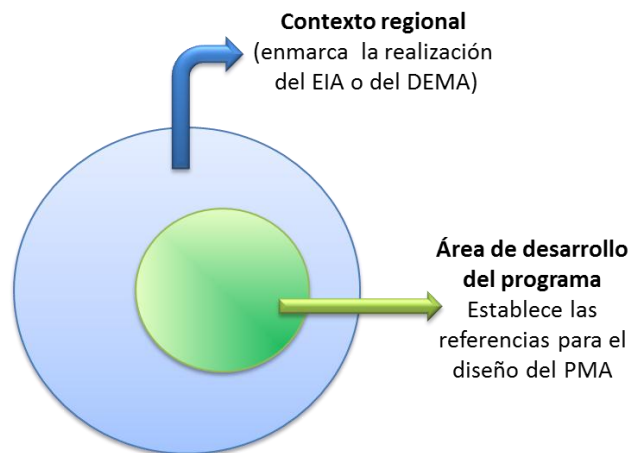 Contexto regional
(enmarca la realización
del EIA o del DEMA)
Área de desarrollo
del programa
Establece las
referencias para el
diseño del PMA